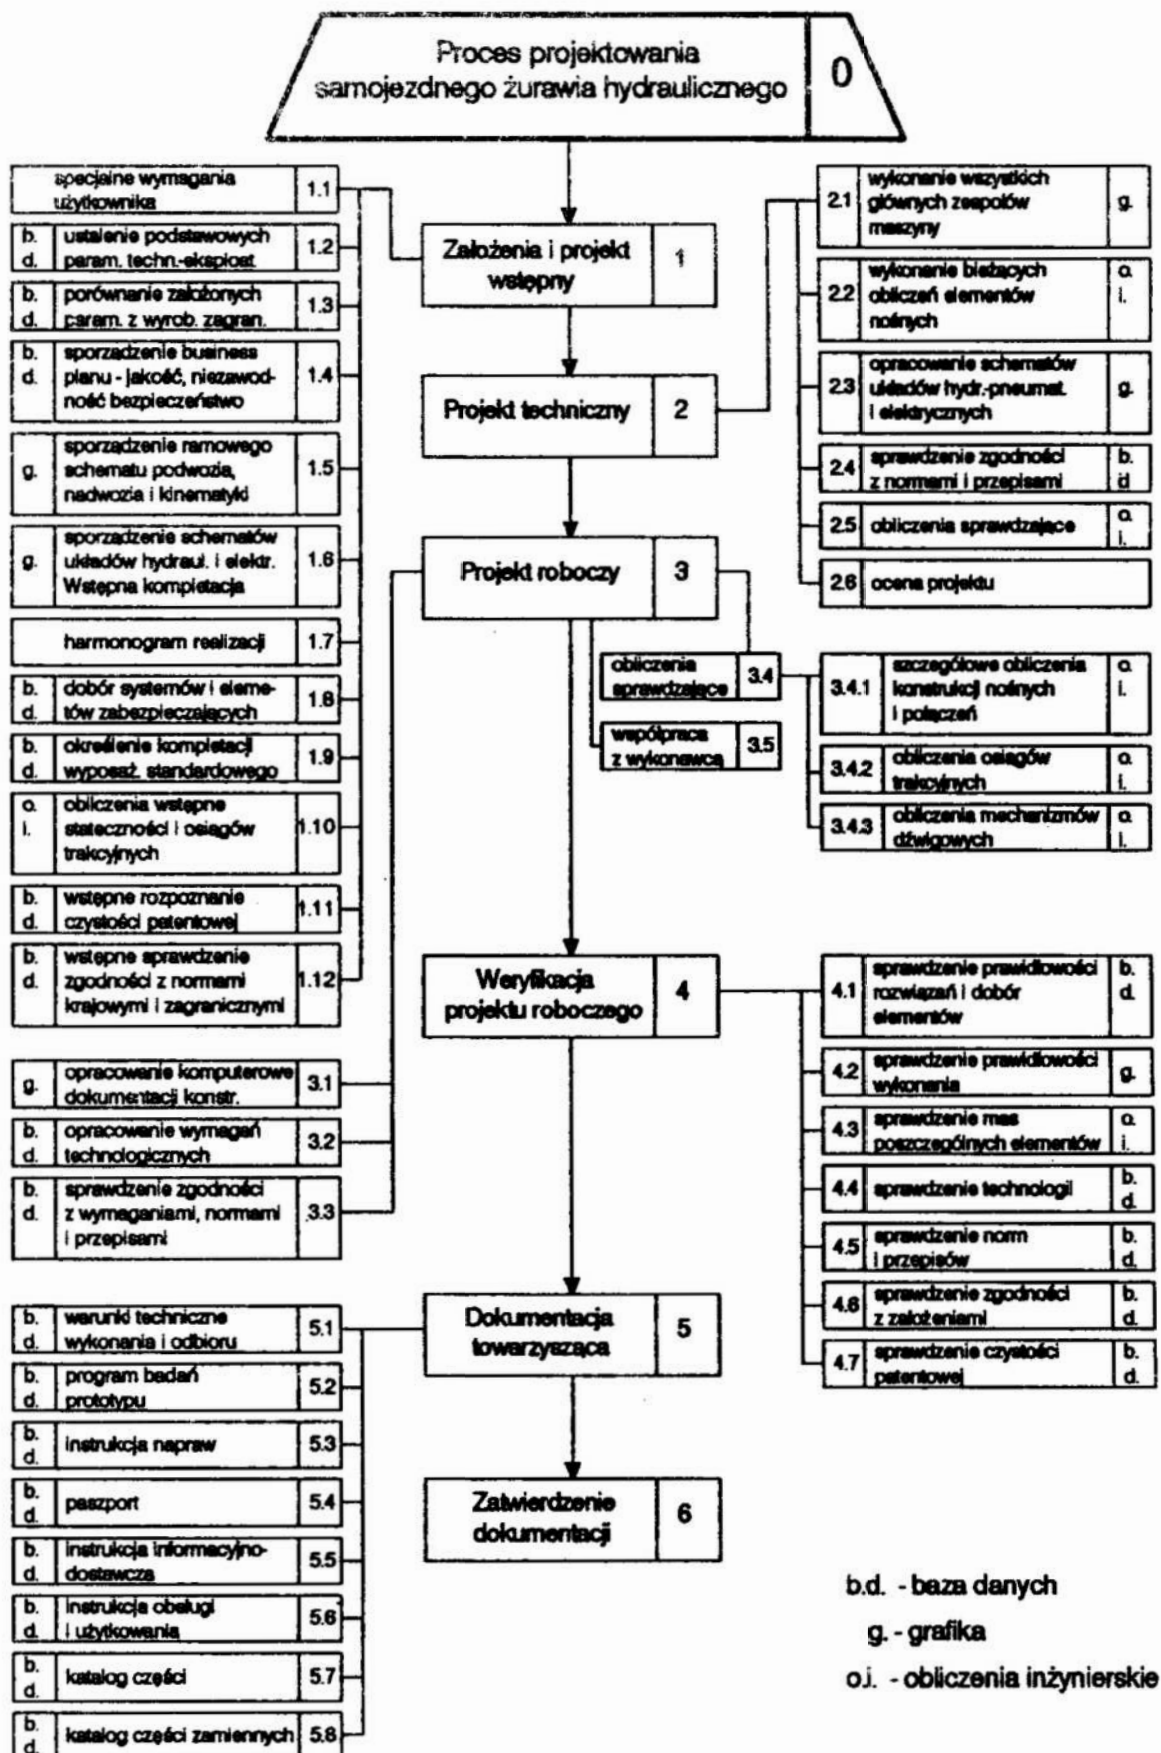 Proces projektowania
samojezdnego żurawia hydraulicznego
0
specjalne wymagania
użytkownika
1.1
b.
d.
ustalenie podstawowych
param. techn.-eksploat.
1.2
b.
d.
porównanie założonych
param. z wyrob. zagran.
1.3
b.
d.
sporządzenie business
planu - jakość, niezawod-
ność bezpieczeństwo
1.4
g.
sporządzenie ramowego
schematu podwozia,
nadwozia i kinematyki
1.5
g.
sporządzenie schematów
układów hydraul. i elektr.
Wstępna kompletacja
1.6
harmonogram realizacji
1.7
b.
d.
dobór systemów i eleme-
tów zabezpieczających
1.8
b.
d.
określenie kompletacji
wyposaż. standardowego
1.9
o.
i.
obliczenia wstępne
stateczności i osiągów
trakcyjnych
1.10
b.
d.
wstępne rozpoznanie
czystości patentowej
1.11
b.
d.
wstępne sprawdzenie
zgodności z normami
krajowymi i zagranicznymi
1.12
Założenia i projekt
wstępny
1
Projekt techniczny
2
2.1
wykonanie wszystkich
głównych zespołów
maszyny
g.
2.2
wykonanie bieżących
obliczeń elementów
nośnych
o.
i.
2.3
opracowanie schematów
układów hydr.-pneumat.
i elektrycznych
g.
2.4
sprawdzenie zgodności
z normami i przepisami
b.
d
2.5
obliczenia sprawdzające
o.
i.
2.6
ocena projektu
Projekt roboczy
3
g.
opracowanie komputerowe
dokumentacji konstr.
3.1
b.
d.
opracowanie wymagań
technologicznych
3.2
b.
d.
sprawdzenie zgodności
z wymaganiami, normami
i przepisami
3.3
obliczenia
sprawdzające
3.4
współpraca
z wykonawcą
3.5
3.4.1
szczegółowe obliczenia
konstrukcji nośnych
i połączeń
o.
i.
3.4.2
obliczenia osiągów
trakcyjnych
o.
i.
3.4.3
obliczenia mechanizmów
dźwigowych
o.
i.
Weryfikacja
projektu roboczego
4
4.1
sprawdzenie prawidłowości
rozwiązań i dobór
elementów
b.
d.
4.2
sprawdzenie prawidłowości
wykonania
g.
4.3
sprawdzenie mas
poszczególnych elementów
o.
i.
4.4
sprawdzenie technologii
b.
d.
4.5
sprawdzenie norm
i przepisów
b.
d.
4.6
sprawdzenie zgodności
z założeniami
b.
d.
4.7
sprawdzenie czystości
patentowej
b.
d.
Dokumentacja
towarzysząca
5
b.
d.
warunki techniczne
wykonania i odbioru
5.1
b.
d.
program badań
prototypu
5.2
b.
d.
instrukcja napraw
5.3
b.
d.
paszport
5.4
b.
d.
instrukcja informacyjno-
dostawcza
5.5
b.
d.
instrukcja obsługi
i użytkowania
5.6
b.
d.
katalog części
5.7
b.
d.
katalog części zamiennych
5.8
Zatwierdzenie
dokumentacji
6
b.d. - baza danych
g. - grafika
o.i. - obliczenia inżynierskie